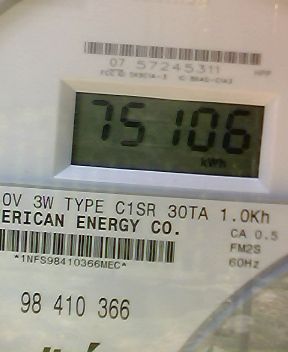 07 57245311
HPP
75106
kWh
0V 3W TYPE C1SR 30TA 1.0Kh
ERICAN ENERGY CO.
CA 0.5
FM2S
60Hz
*1NFS98410366MEC*
98 410 366